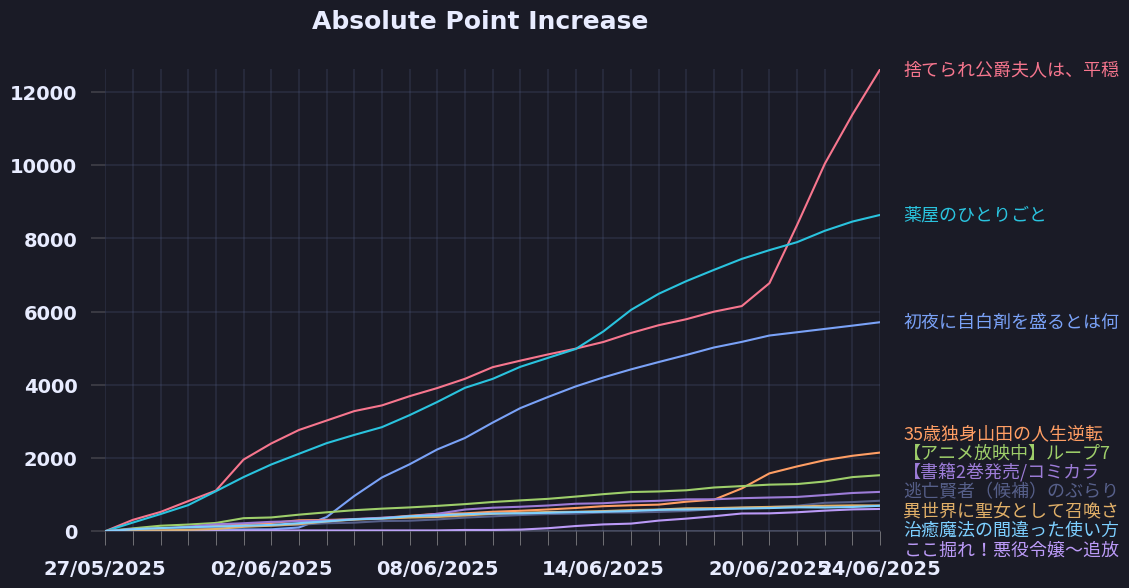 Absolute Point Increase
12000
10000
8000
6000
4000
2000
0
27/05/2025
02/06/2025
08/06/2025
14/06/2025
20/06/2025
24/06/2025
捨てられ公爵夫人は、平穏
薬屋のひとりごと
初夜に自白剤を盛るとは何
35歳独身山田の人生逆転
【アニメ放映中】ループ7
【書籍2巻発売/コミカラ
逃亡賢者（候補）のぶらり
異世界に聖女として召喚さ
治癒魔法の間違った使い方
ここ掘れ！悪役令嬢～追放